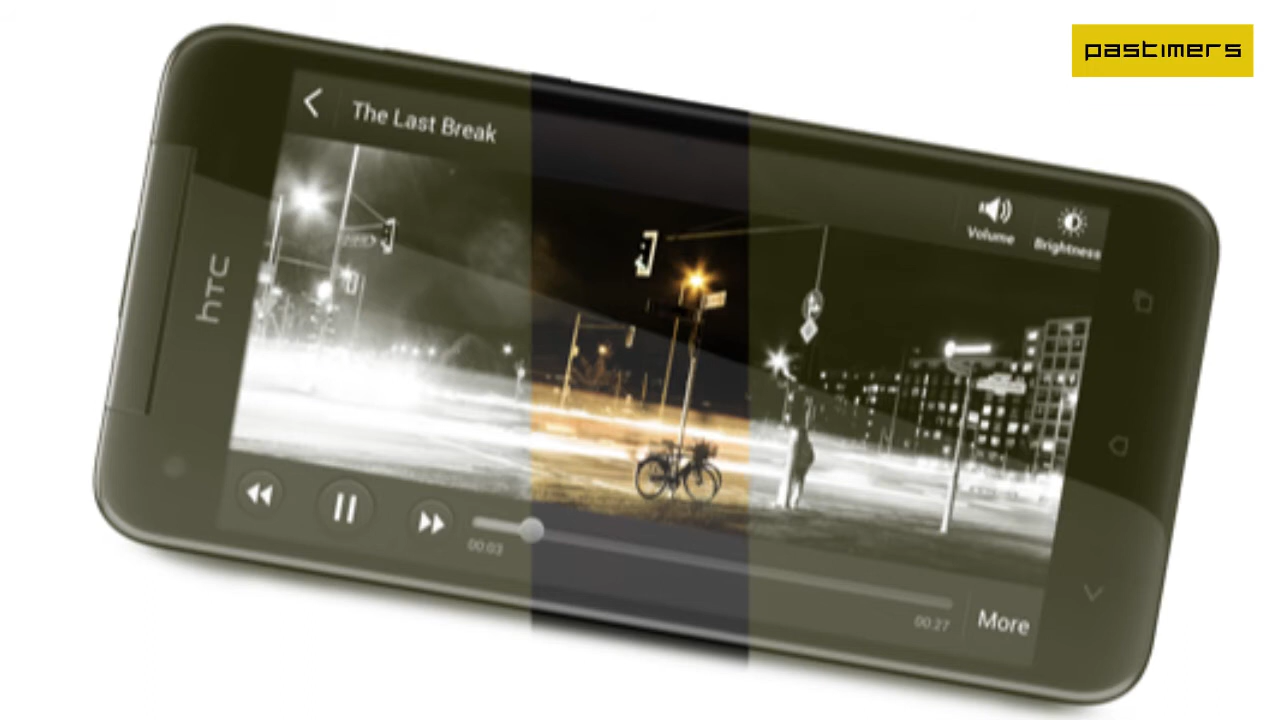 pastimers
The Last Break
Volume
Brightness
hTC
00:03
00:27
More